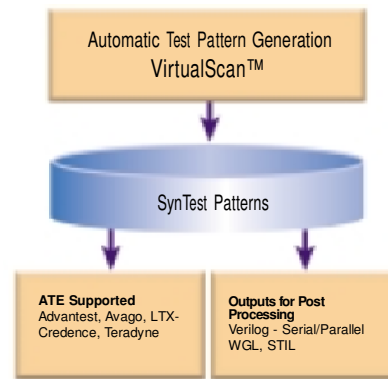 Automatic Test Pattern Generation
VirtualScan™
SynTest Patterns
ATE Supported
Advantest, Avago, LTX-
Credence, Teradyne
Outputs for Post
Processing
Verilog - Serial/Parallel
WGL, STIL